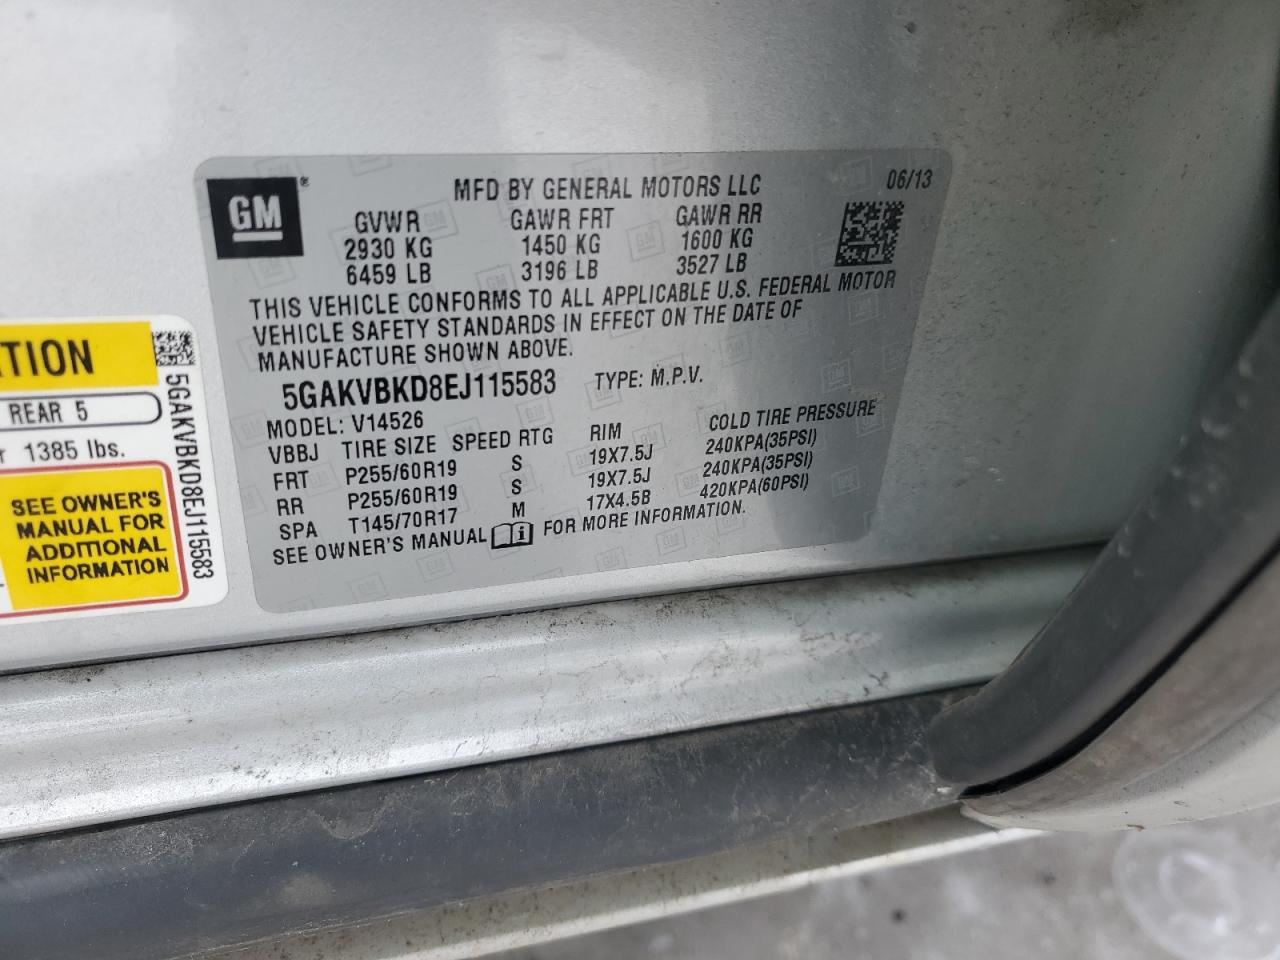 GM®
MFD BY GENERAL MOTORS LLC 06/13
GVWR GAWR FRT GAWR RR
2930 KG 1450 KG 1600 KG
6459 LB 3196 LB 3527 LB
THIS VEHICLE CONFORMS TO ALL APPLICABLE U.S. FEDERAL MOTOR
VEHICLE SAFETY STANDARDS IN EFFECT ON THE DATE OF
MANUFACTURE SHOWN ABOVE.
5GAKVBKD8EJ115583 TYPE: M.P.V.
MODEL: V14526
VBBJ TIRE SIZE SPEED RTG RIM COLD TIRE PRESSURE
FRT P255/60R19 S 19X7.5J 240KPA(35PSI)
RR P255/60R19 S 19X7.5J 240KPA(35PSI)
SPA T145/70R17 M 17X4.5B 420KPA(60PSI)
SEE OWNER'S MANUAL i FOR MORE INFORMATION.
TION
REAR 5
r 1385 lbs.
SEE OWNER'S
MANUAL FOR
ADDITIONAL
INFORMATION
5GAKVBKD8EJ115583